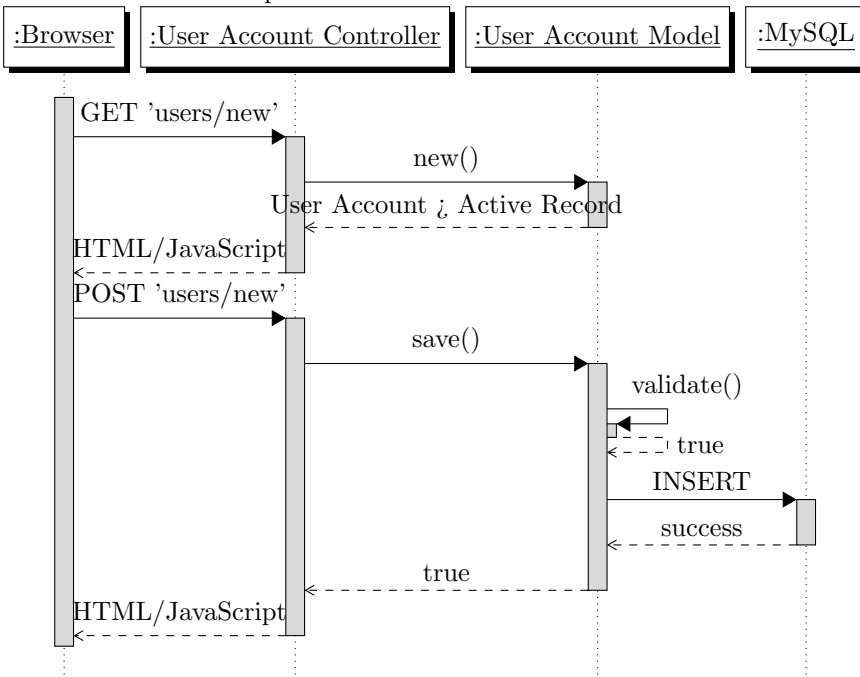 :Browser
:User Account Controller
:User Account Model
:MySQL
GET ’users/new’
new()
User Account ¿ Active Record
HTML/JavaScript
POST ’users/new’
save()
validate()
true
INSERT
success
true
HTML/JavaScript